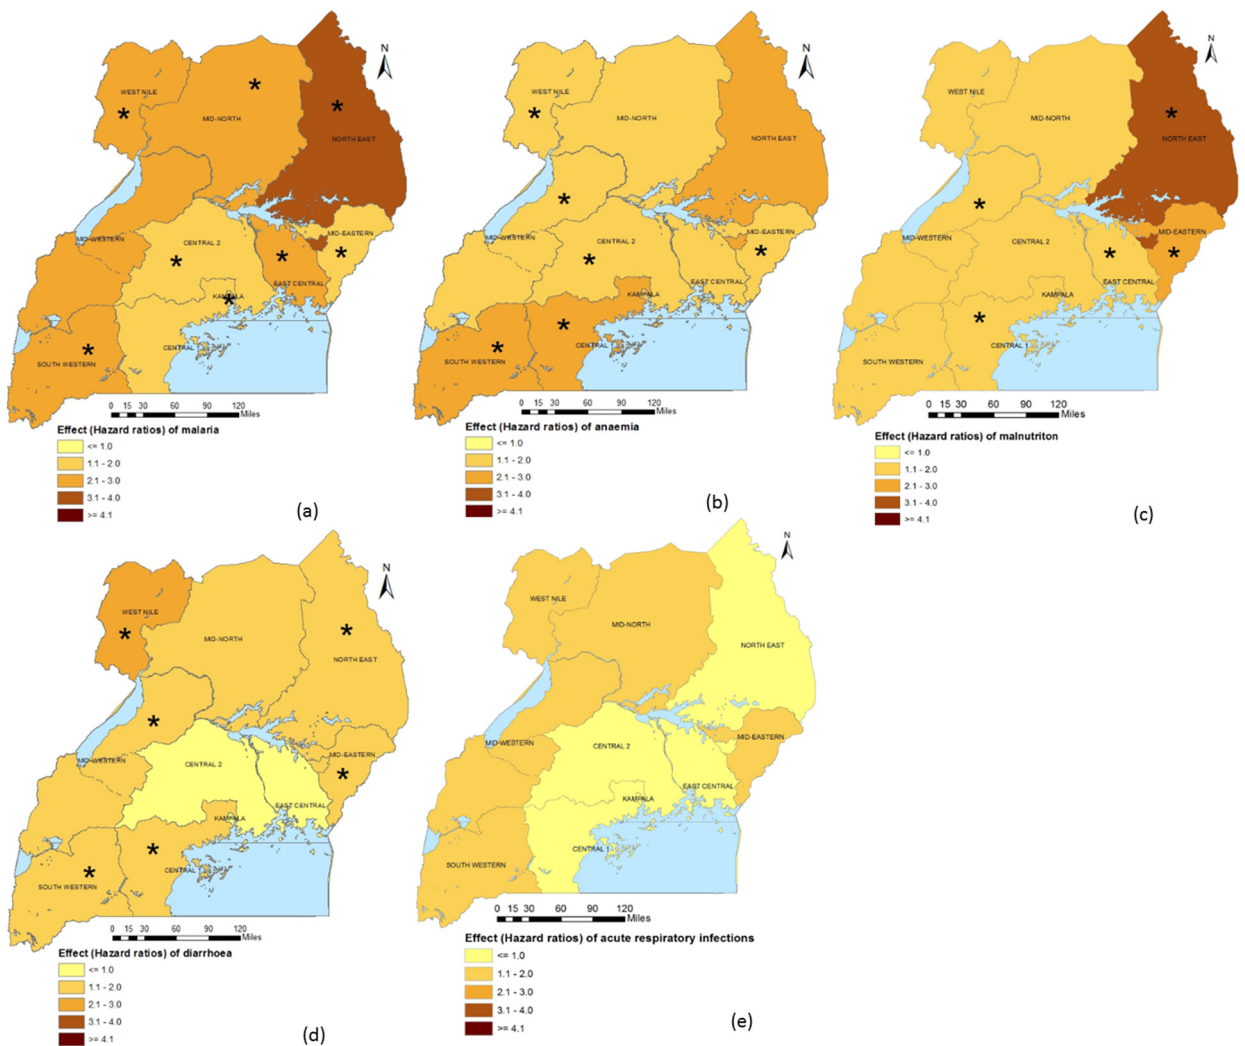 N
WEST NILE
*
*
*
MID-NORTH
NORTH EAST
MID-WESTERN
CENTRAL 2
MID-EASTERN
*
*
*
EAST CENTRAL
KAMPALA
*
SOUTH WESTERN
*
CENTRAL 1
0 15 30 60 90 120
Miles
Effect (Hazard ratios) of malaria
<= 1.0
1.1 - 2.0
2.1 - 3.0
3.1 - 4.0
>= 4.1
(a)
N
WEST NILE
*
MID-NORTH
NORTH EAST
*
MID-WESTERN
CENTRAL 2
MID-EASTERN
*
*
EAST CENTRAL
KAMPALA
*
SOUTH WESTERN
*
CENTRAL 1
0 15 30 60 90 120
Miles
Effect (Hazard ratios) of anaemia
<= 1.0
1.1 - 2.0
2.1 - 3.0
3.1 - 4.0
>= 4.1
(b)
N
WEST NILE
*
MID-NORTH
NORTH EAST
*
MID-WESTERN
CENTRAL 2
MID-EASTERN
*
*
EAST CENTRAL
KAMPALA
*
CENTRAL 1
SOUTH WESTERN
0 15 30 60 90 120
Miles
Effect (Hazard ratios) of malnutriton
<= 1.0
1.1 - 2.0
2.1 - 3.0
3.1 - 4.0
>= 4.1
(c)
N
WEST NILE
*
MID-NORTH
*
NORTH EAST
*
MID-WESTERN
CENTRAL 2
MID-EASTERN
*
EAST CENTRAL
KAMPALA
*
CENTRAL 1
*
SOUTH WESTERN
0 15 30 60 90 120
Miles
Effect (Hazard ratios) of diarrhoea
<= 1.0
1.1 - 2.0
2.1 - 3.0
3.1 - 4.0
>= 4.1
(d)
N
WEST NILE
MID-NORTH
NORTH EAST
MID-WESTERN
CENTRAL 2
MID-EASTERN
EAST CENTRAL
KAMPALA
CENTRAL 1
SOUTH WESTERN
0 15 30 60 90 120
Miles
Effect (Hazard ratios) of acute respiratory infections
<= 1.0
1.1 - 2.0
2.1 - 3.0
3.1 - 4.0
>= 4.1
(e)